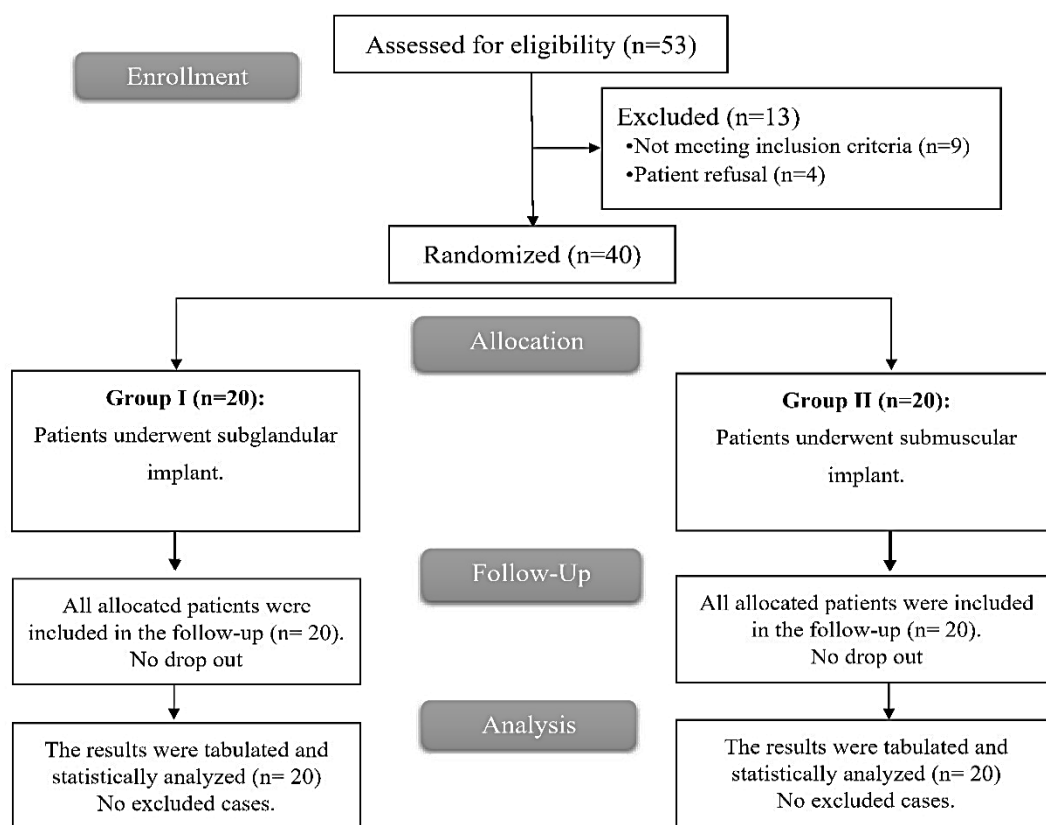 Assessed for eligibility (n=53)
Enrollment
Excluded (n=13)
•Not meeting inclusion criteria (n=9)
•Patient refusal (n=4)
Randomized (n=40)
Allocation
Group I (n=20):
Patients underwent subglandular
implant.
Group II (n=20):
Patients underwent submuscular
implant.
Follow-Up
All allocated patients were
included in the follow-up (n= 20).
No drop out
All allocated patients were included
in the follow-up (n= 20).
No drop out
Analysis
The results were tabulated and
statistically analyzed (n= 20)
No excluded cases.
The results were tabulated and
statistically analyzed (n= 20)
No excluded cases.